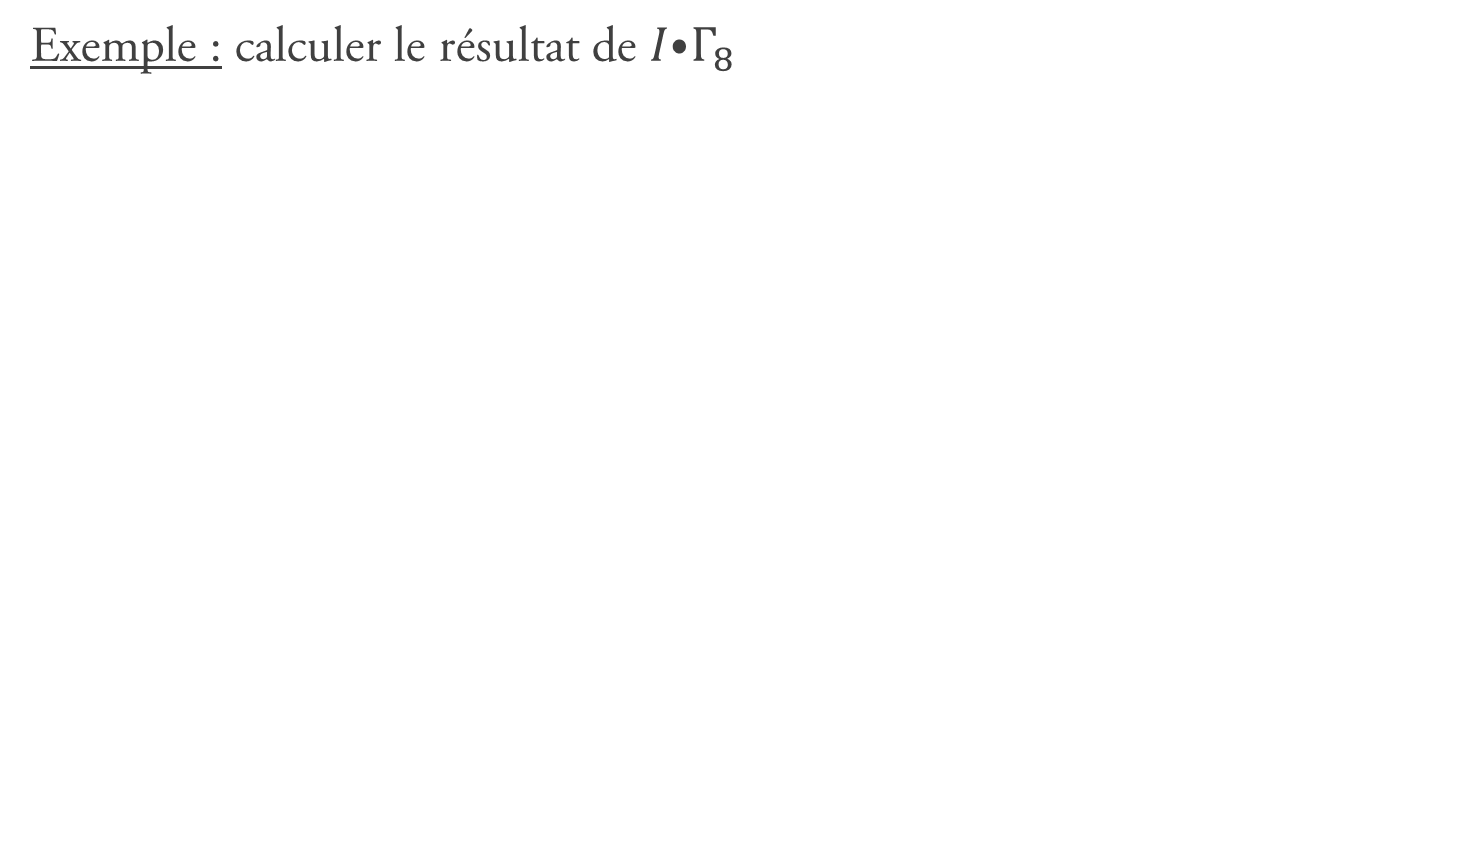 Exemple : calculer le résultat de I•Γ₈